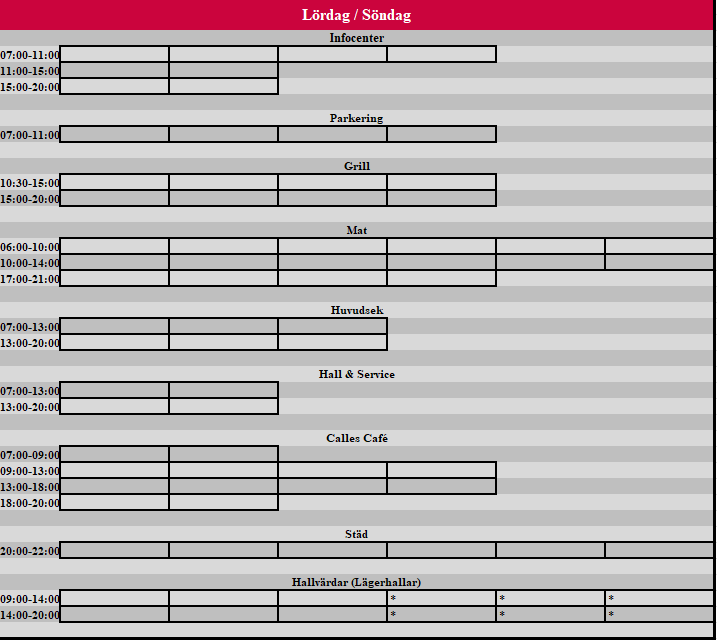 Lördag / Söndag
Infocenter
07:00-11:00
11:00-15:00
15:00-20:00
Parkering
07:00-11:00
Grill
10:30-15:00
15:00-20:00
Mat
06:00-10:00
10:00-14:00
17:00-21:00
Huvudsek
07:00-13:00
13:00-20:00
Hall & Service
07:00-13:00
13:00-20:00
Calles Café
07:00-09:00
09:00-13:00
13:00-18:00
18:00-20:00
Städ
20:00-22:00
Hallvärdar (Lägerhallar)
09:00-14:00 * * *
14:00-20:00 * * *